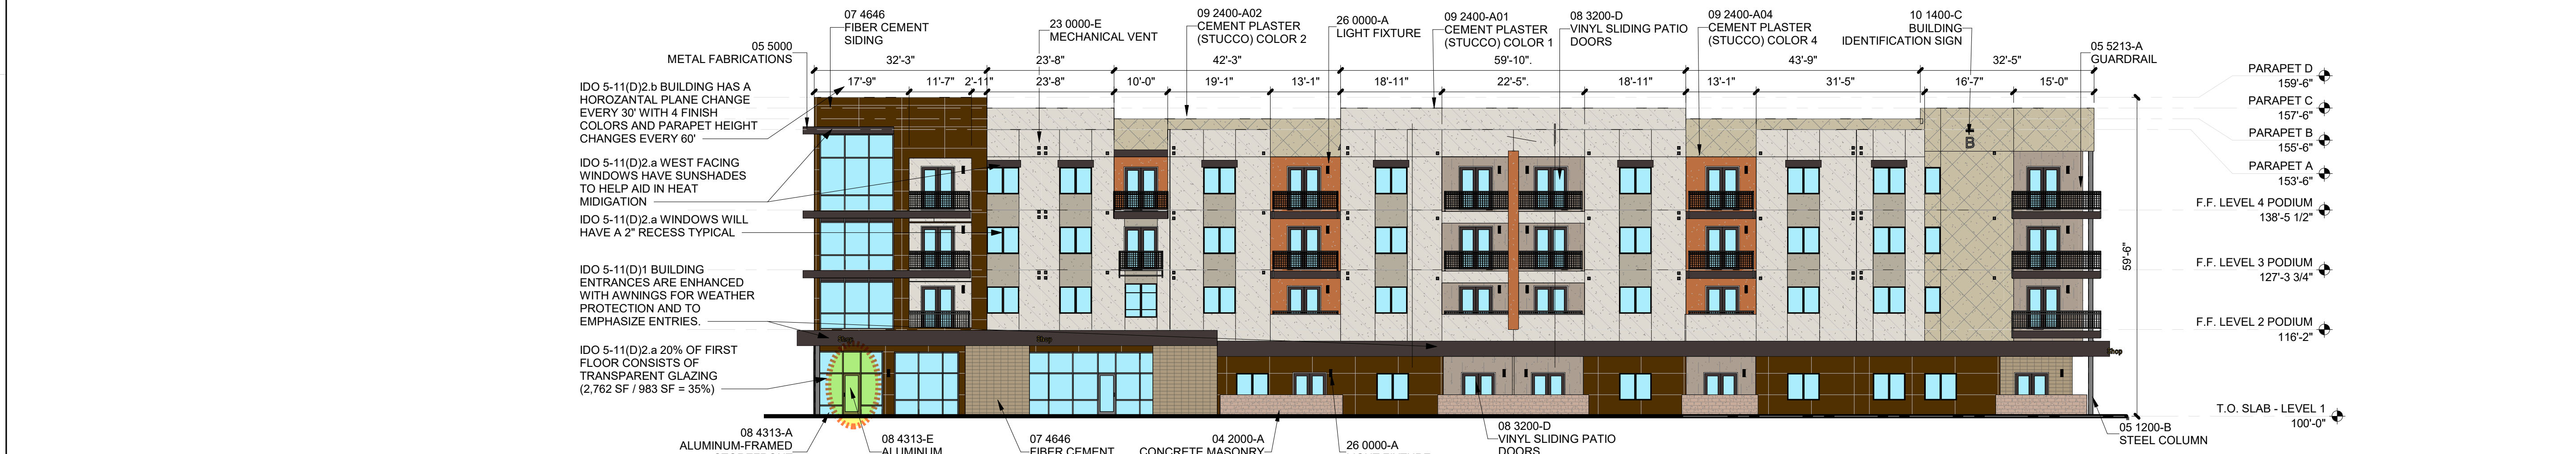 07 4646
FIBER CEMENT
SIDING
23 0000-E
MECHANICAL VENT
09 2400-A02
CEMENT PLASTER
(STUCCO) COLOR 2
26 0000-A
LIGHT FIXTURE
09 2400-A01
CEMENT PLASTER
(STUCCO) COLOR 1
08 3200-D
VINYL SLIDING PATIO
DOORS
09 2400-A04
CEMENT PLASTER
(STUCCO) COLOR 4
10 1400-C
BUILDING
IDENTIFICATION SIGN
05 5213-A
GUARDRAIL
05 5000
METAL FABRICATIONS
32'-3"
23'-8"
42'-3"
59'-10".
43'-9"
32'-5"
17'-9"
11'-7"
2'-11"
23'-8"
10'-0"
19'-1"
13'-1"
18'-11"
22'-5".
18'-11"
13'-1"
31'-5"
16'-7"
15'-0"
IDO 5-11(D)2.b BUILDING HAS A
HOROZANTAL PLANE CHANGE
EVERY 30' WITH 4 FINISH
COLORS AND PARAPET HEIGHT
CHANGES EVERY 60'
IDO 5-11(D)2.a WEST FACING
WINDOWS HAVE SUNSHADES
TO HELP AID IN HEAT
MIDIGATION
IDO 5-11(D)2.a WINDOWS WILL
HAVE A 2" RECESS TYPICAL
IDO 5-11(D)1 BUILDING
ENTRANCES ARE ENHANCED
WITH AWNINGS FOR WEATHER
PROTECTION AND TO
EMPHASIZE ENTRIES.
IDO 5-11(D)2.a 20% OF FIRST
FLOOR CONSISTS OF
TRANSPARENT GLAZING
(2,762 SF / 983 SF = 35%)
B
Shop
Shop
Shop
59'-6"
PARAPET D
159'-6"
PARAPET C
157'-6"
PARAPET B
155'-6"
PARAPET A
153'-6"
F.F. LEVEL 4 PODIUM
138'-5 1/2"
F.F. LEVEL 3 PODIUM
127'-3 3/4"
F.F. LEVEL 2 PODIUM
116'-2"
T.O. SLAB - LEVEL 1
100'-0"
08 4313-A
ALUMINUM-FRAMED
08 4313-E
ALUMINUM
07 4646
FIBER CEMENT
04 2000-A
CONCRETE MASONRY
26 0000-A
08 3200-D
VINYL SLIDING PATIO
DOORS
05 1200-B
STEEL COLUMN